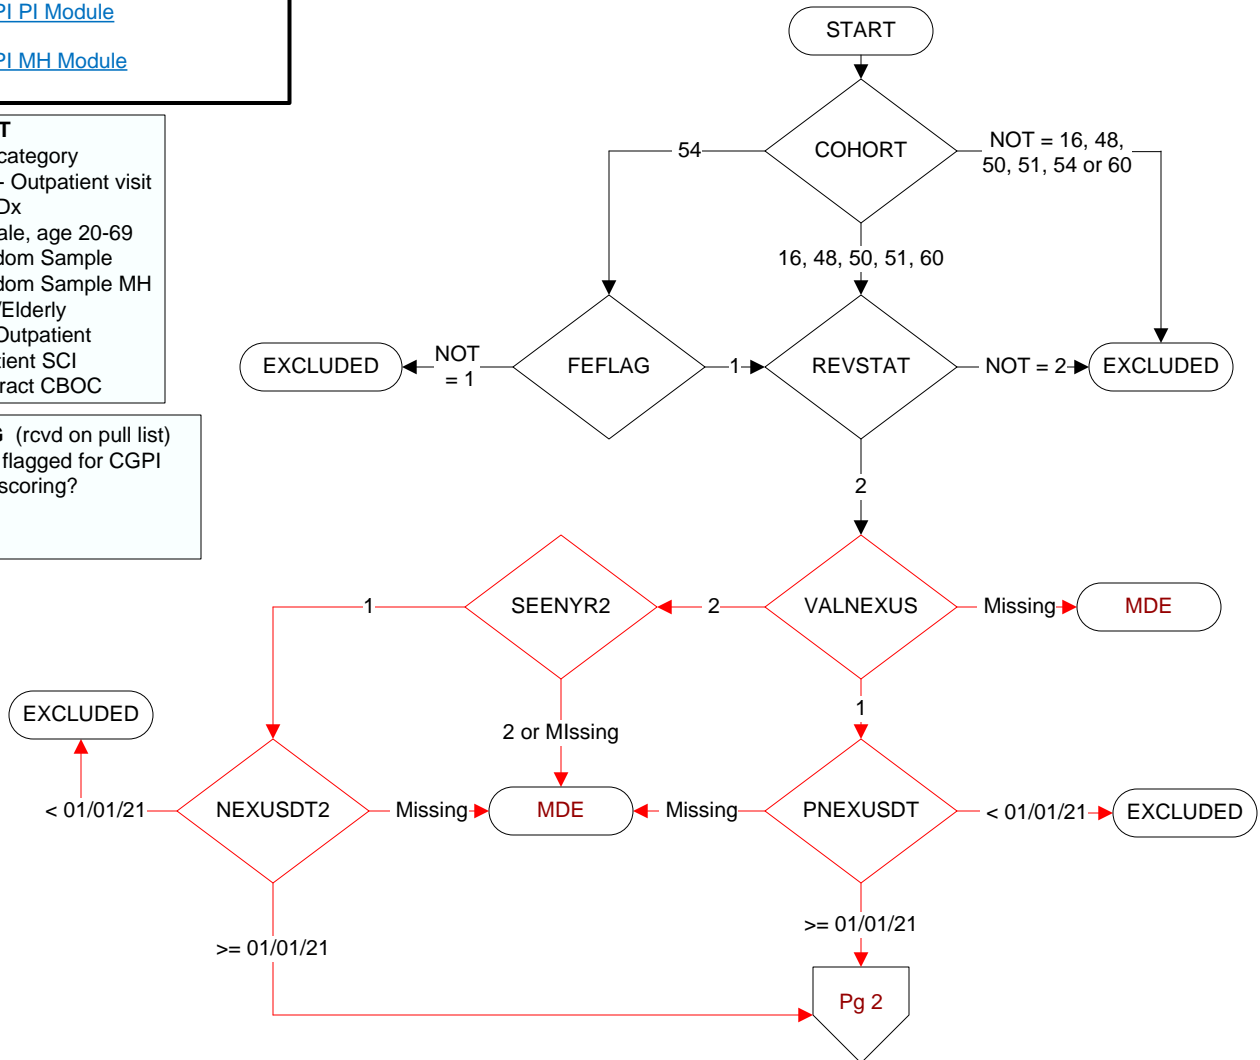 PI PI Module
PI MH Module
T
category
- Outpatient visit
Dx
ale, age 20-69
dom Sample
dom Sample MH
/Elderly
Outpatient
tient SCI
ract CBOC
(rcvd on pull list)
flagged for CGPI
scoring?
START
COHORT
54
NOT = 16, 48,
50, 51, 54 or 60
16, 48, 50, 51, 60
EXCLUDED
NOT
= 1
FEFLAG
1
REVSTAT
NOT = 2
EXCLUDED
2
1
SEENYR2
2
VALNEXUS
Missing
MDE
EXCLUDED
2 or MIssing
1
< 01/01/21
NEXUSDT2
Missing
MDE
Missing
PNEXUSDT
< 01/01/21
EXCLUDED
>= 01/01/21
>= 01/01/21
Pg 2